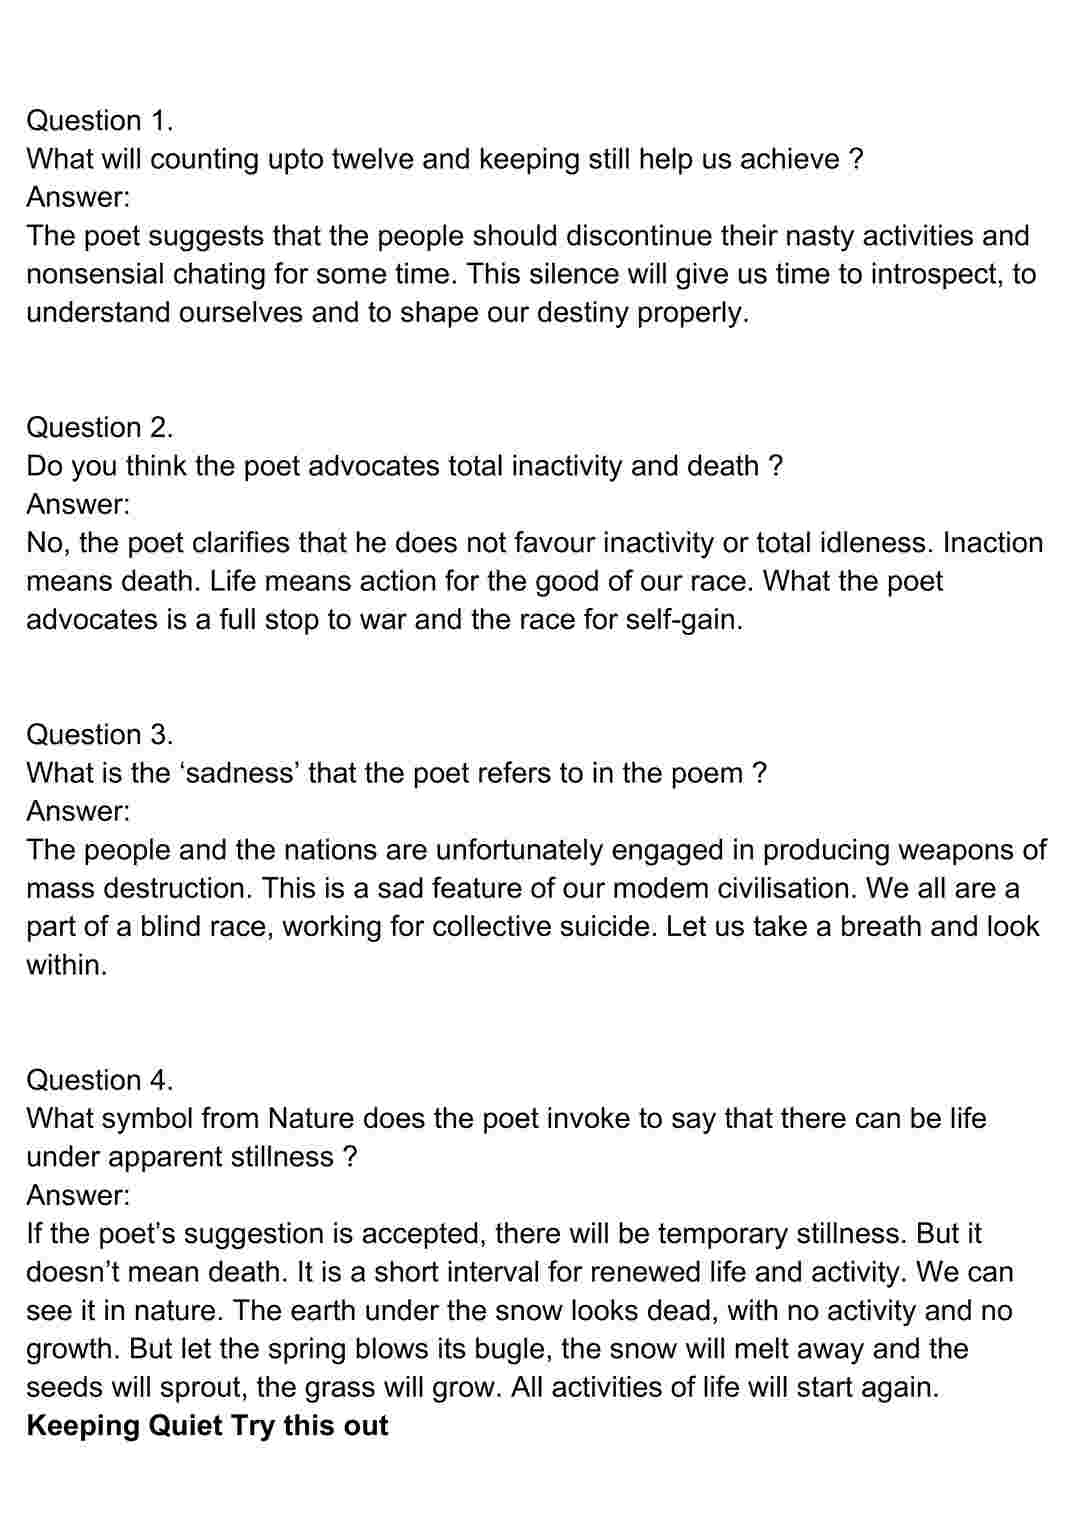 Question 1.
What will counting upto twelve and keeping still help us achieve ?
Answer:
The poet suggests that the people should discontinue their nasty activities and
nonsensial chating for some time. This silence will give us time to introspect, to
understand ourselves and to shape our destiny properly.
Question 2.
Do you think the poet advocates total inactivity and death ?
Answer:
No, the poet clarifies that he does not favour inactivity or total idleness. Inaction
means death. Life means action for the good of our race. What the poet
advocates is a full stop to war and the race for self-gain.
Question 3.
What is the ‘sadness’ that the poet refers to in the poem ?
Answer:
The people and the nations are unfortunately engaged in producing weapons of
mass destruction. This is a sad feature of our modem civilisation. We all are a
part of a blind race, working for collective suicide. Let us take a breath and look
within.
Question 4.
What symbol from Nature does the poet invoke to say that there can be life
under apparent stillness ?
Answer:
If the poet’s suggestion is accepted, there will be temporary stillness. But it
doesn’t mean death. It is a short interval for renewed life and activity. We can
see it in nature. The earth under the snow looks dead, with no activity and no
growth. But let the spring blows its bugle, the snow will melt away and the
seeds will sprout, the grass will grow. All activities of life will start again.
Keeping Quiet Try this out